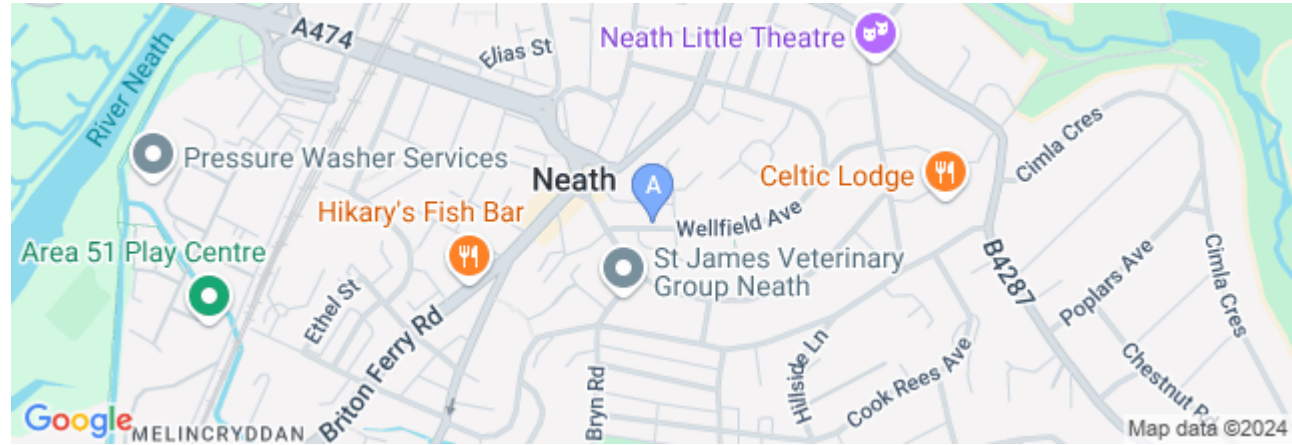 A474
Elias St
Neath Little Theatre
River Neath
Pressure Washer Services
Neath
A
Celtic Lodge
Cimla Cres
Hikary's Fish Bar
Wellfield Ave
Area 51 Play Centre
St James Veterinary
Group Neath
B4287
Cimla Cres
Poplars Ave
Ethel St
Briton Ferry Rd
Bryn Rd
Hillside Ln
Cook Rees Ave
Chestnut Rd
Google
MELINCRYDDAN
Map data ©2024